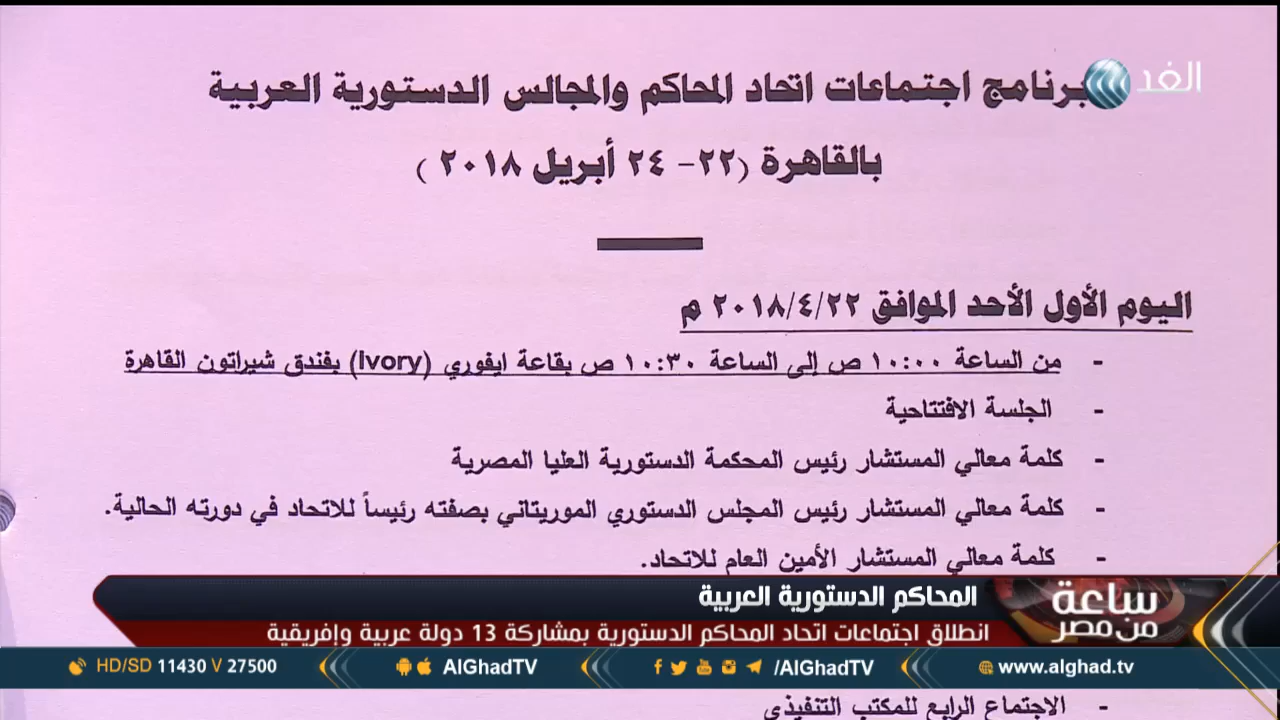 الغد
برنامج اجتماعات اتحاد المحاكم والمجالس الدستورية العربية
بالقاهرة (٢٢- ٢٤ أبريل ٢٠١٨ )
اليوم الأول الأحد الموافق ٢٠١٨/٤/٢٢ م
- من الساعة ١٠:٠٠ ص إلى الساعة ١٠:٣٠ ص بقاعة ايفوري (Ivory) بفندق شيراتون القاهرة
- الجلسة الافتتاحية
- كلمة معالي المستشار رئيس المحكمة الدستورية العليا المصرية
- كلمة معالي المستشار رئيس المجلس الدستوري الموريتاني بصفته رئيساً للاتحاد في دورته الحالية.
- كلمة معالي المستشار الأمين العام للاتحاد.
ساعة
من مصر
المحاكم الدستورية العربية
انطلاق اجتماعات اتحاد المحاكم الدستورية بمشاركة 13 دولة عربية وإفريقية
HD/SD 11430 V 27500
AlGhadTV
/AlGhadTV
www.alghad.tv
- الاجتماع الرابع للمكتب التنفيذي